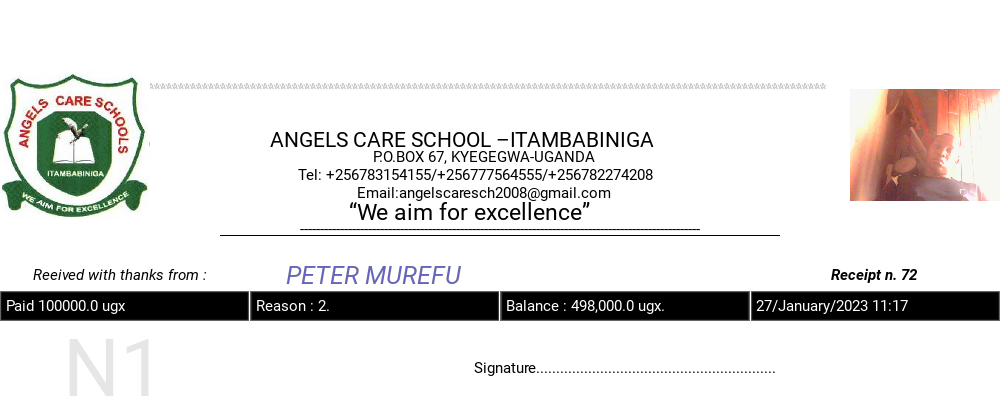 ANGELS CARE SCHOOLS
ITAMBABINIGA
WE AIM FOR EXCELLENCE
ANGELS CARE SCHOOL –ITAMBABINIGA
P.O.BOX 67, KYEGEGWA-UGANDA
Tel: +256783154155/+256777564555/+256782274208
Email:angelscaresch2008@gmail.com
“We aim for excellence”
Reeived with thanks from :
PETER MUREFU
Receipt n. 72
Paid 100000.0 ugx
Reason : 2.
Balance : 498,000.0 ugx.
27/January/2023 11:17
N1
Signature............................................................